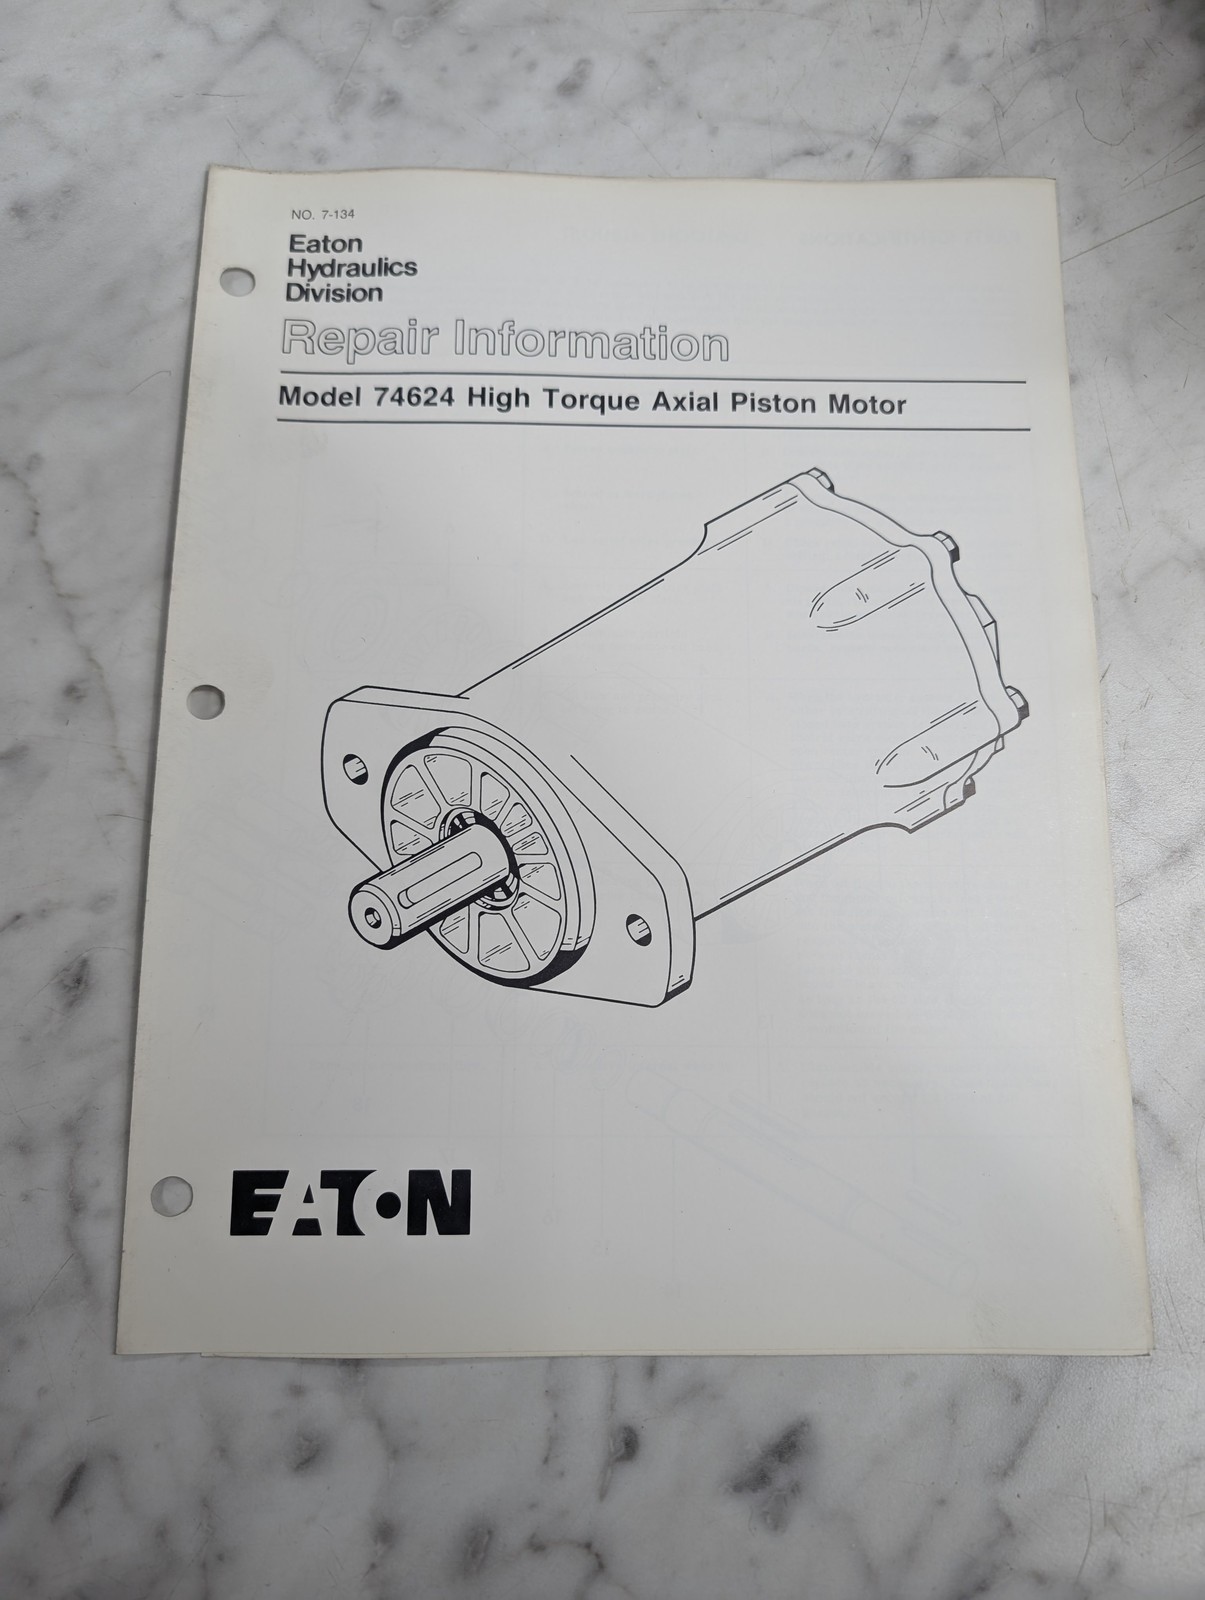 NO. 7-134
Eaton
Hydraulics
Division
Repair Information
Model 74624 High Torque Axial Piston Motor
EATON